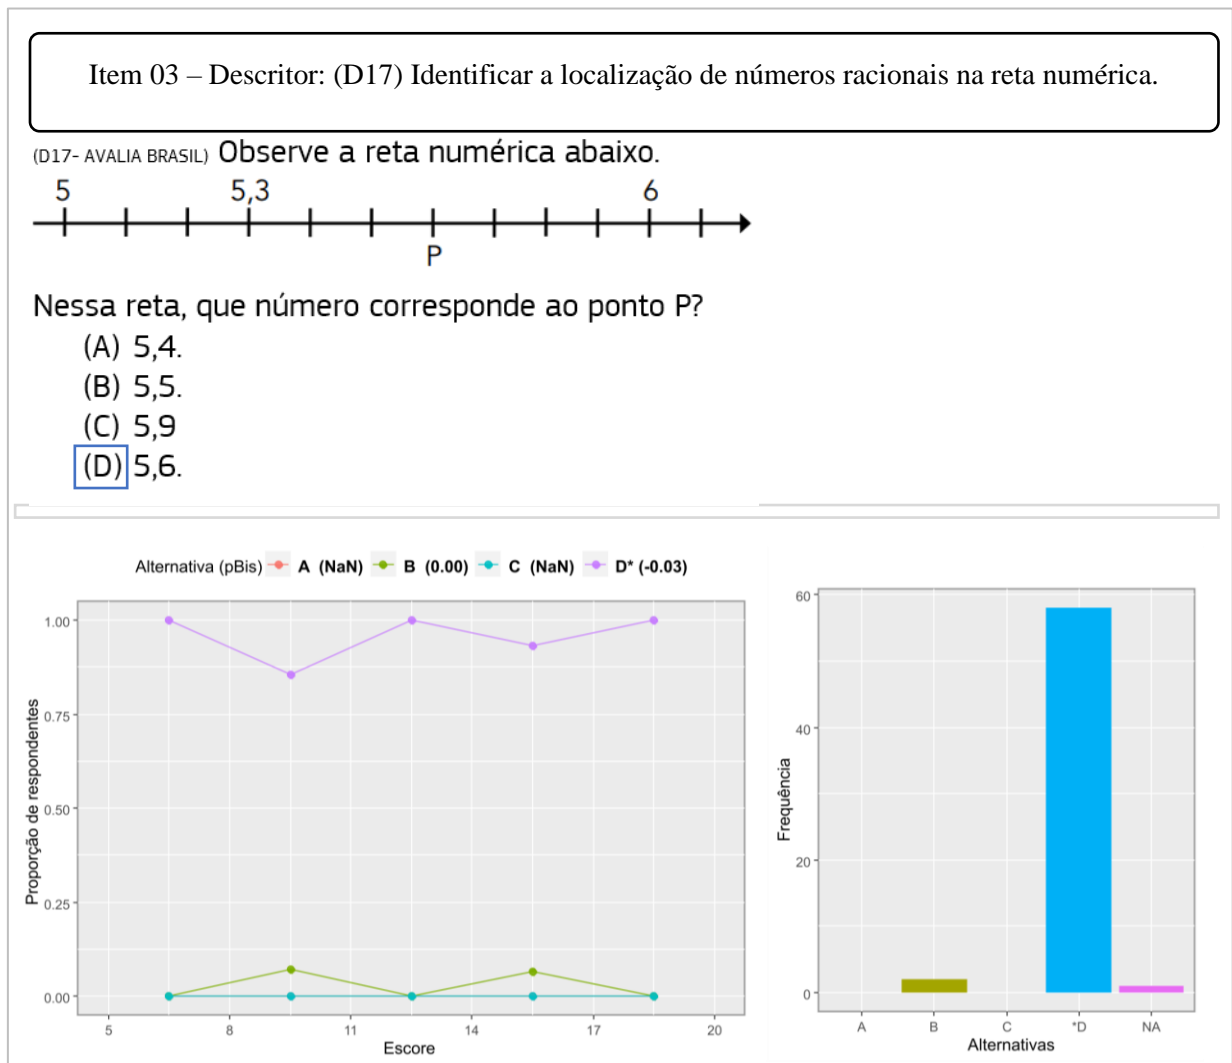 Item 03 – Descritor: (D17) Identificar a localização de números racionais na reta numérica.
(D17- AVALIA BRASIL) Observe a reta numérica abaixo.
5 5,3 6
P
Nessa reta, que número corresponde ao ponto P?
(A) 5,4.
(B) 5,5.
(C) 5,9
(D) 5,6.
Alternativa (pBis) A (NaN) B (0.00) C (NaN) D* (-0.03)
Proporção de respondentes
1.00
0.75
0.50
0.25
0.00
5 8 11 14 17 20
Escore
Frequência
60
40
20
0
A B C *D NA
Alternativas